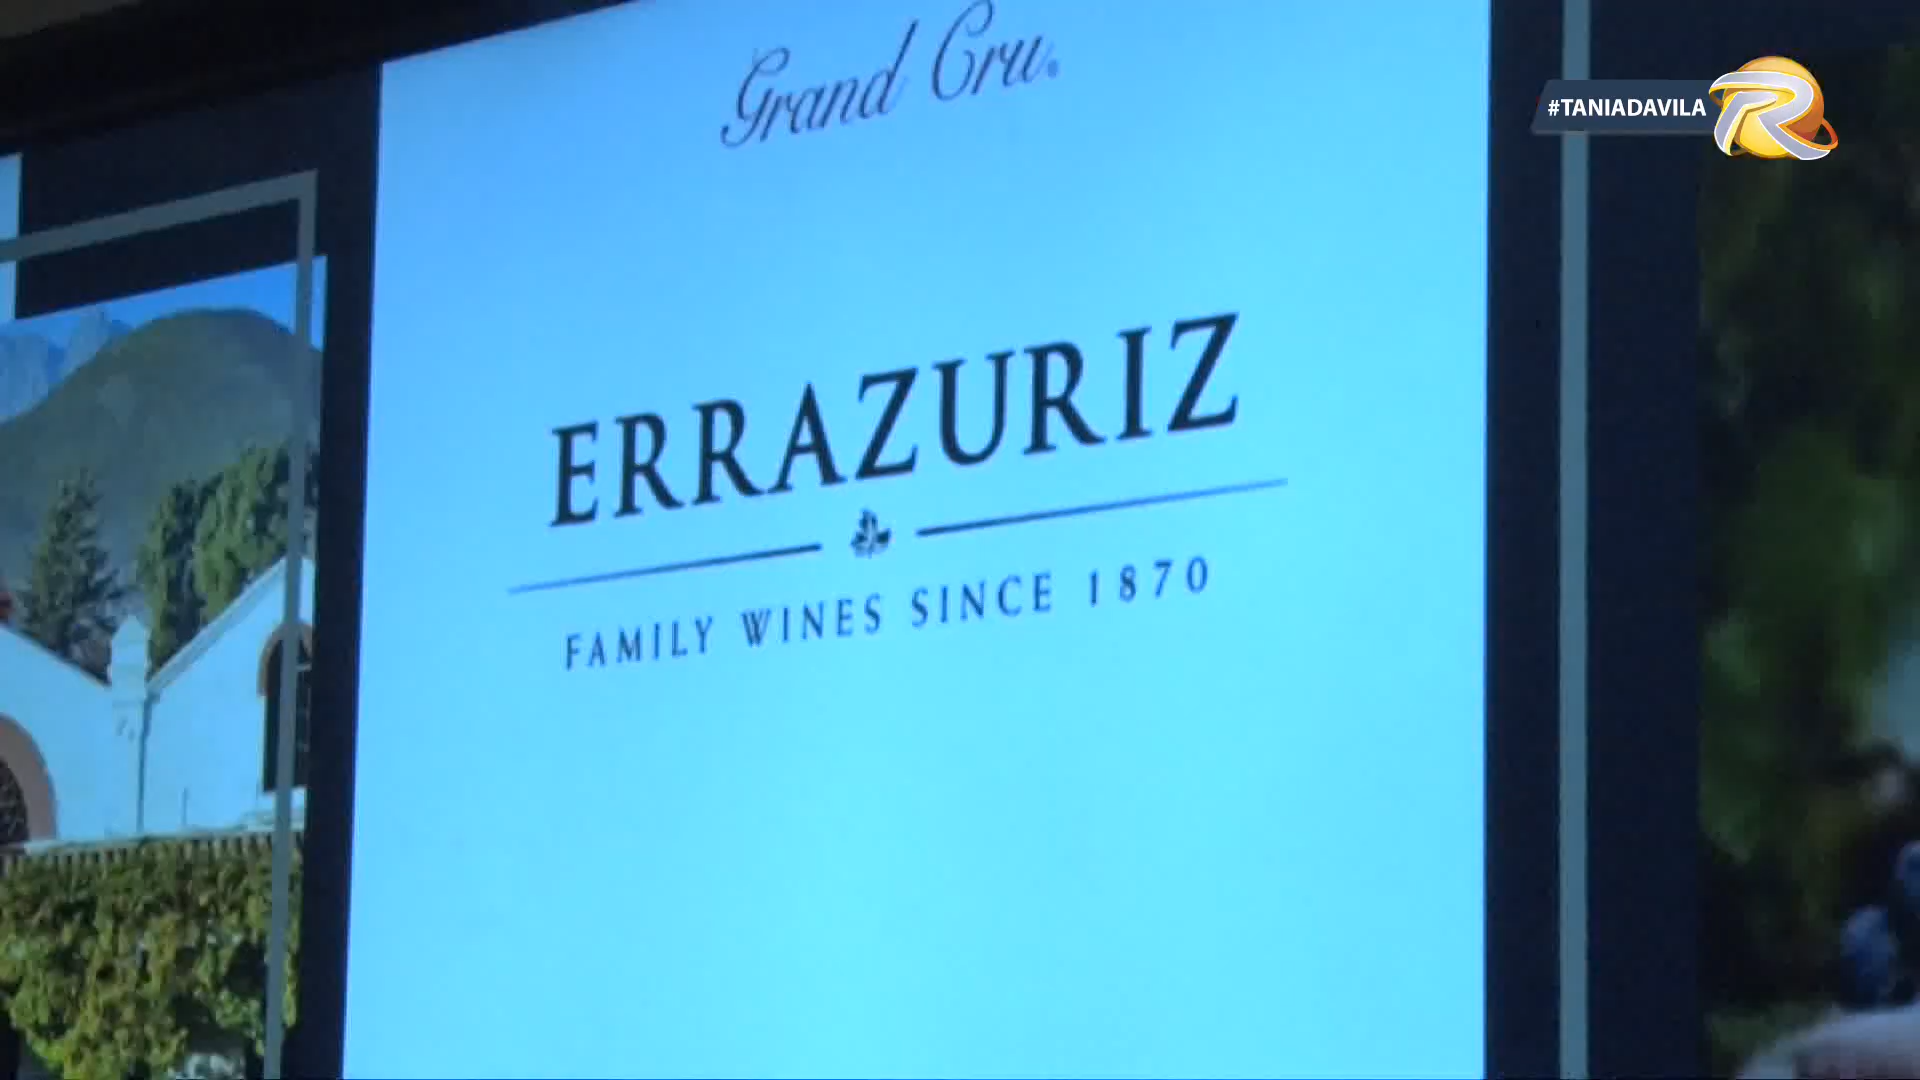 Grand Cru.
#TANIADAVILA
R
ERRAZURIZ
FAMILY WINES SINCE 1870